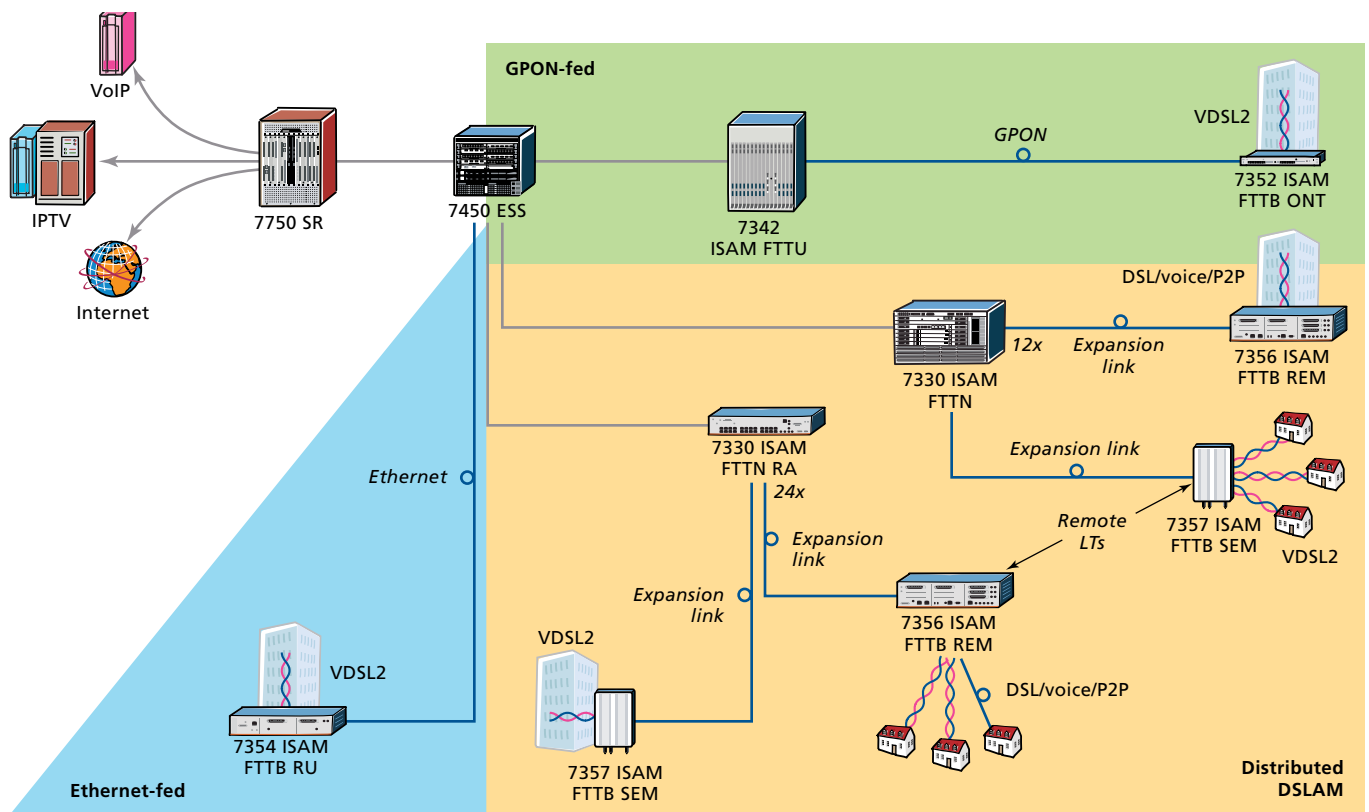 VoIP
IPTV
Internet
7750 SR
7450 ESS
GPON-fed
7342
ISAM FTTU
GPON
VDSL2
7352 ISAM
FTTB ONT
DSL/voice/P2P
7330 ISAM
FTTN
12x
Expansion
link
7356 ISAM
FTTB REM
7330 ISAM
FTTN RA
24x
Expansion link
Remote
LTs
7357 ISAM
FTTB SEM
VDSL2
Ethernet
Expansion
link
Expansion
link
7356 ISAM
FTTB REM
DSL/voice/P2P
VDSL2
7357 ISAM
FTTB SEM
VDSL2
7354 ISAM
FTTB RU
Ethernet-fed
Distributed
DSLAM